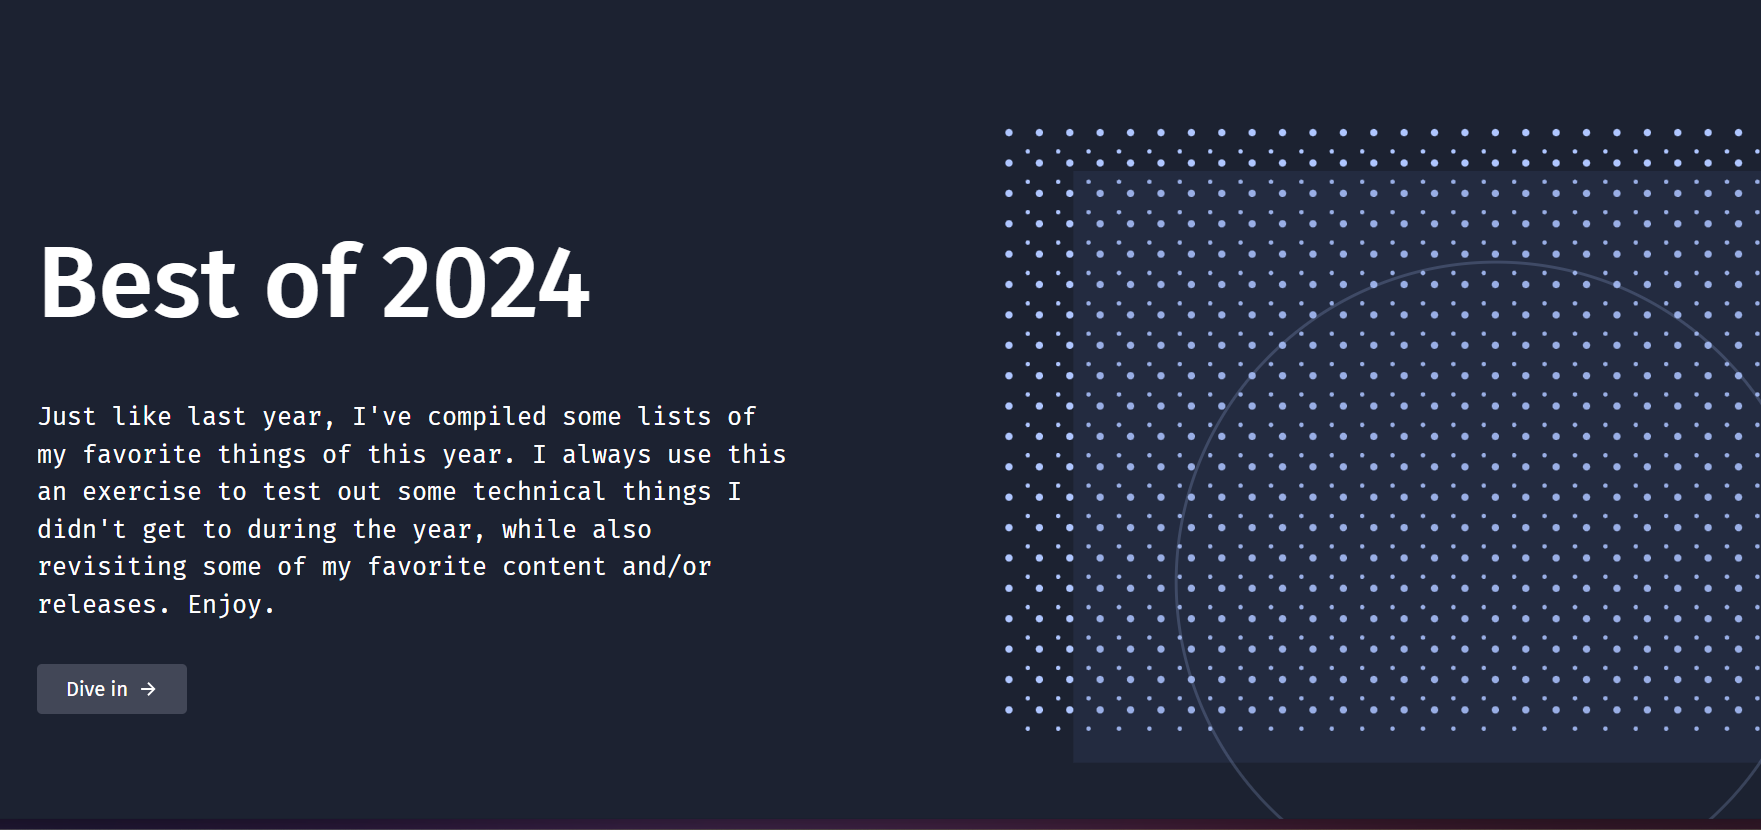 Best of 2024
Just like last year, I've compiled some lists of
my favorite things of this year. I always use this
an exercise to test out some technical things I
didn't get to during the year, while also
revisiting some of my favorite content and/or
releases. Enjoy.
Dive in →